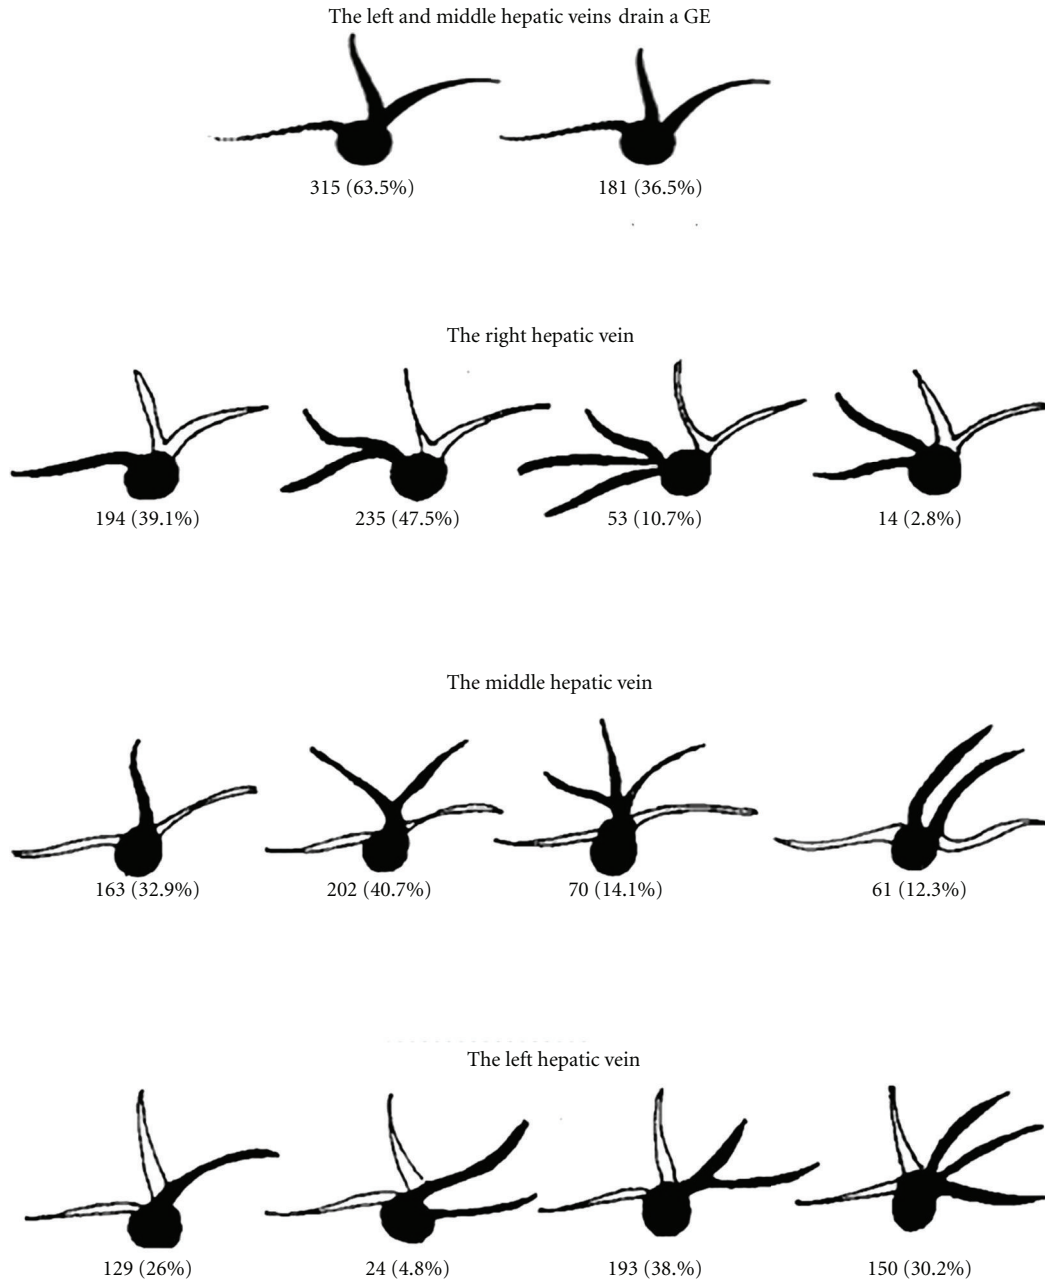 The left and middle hepatic veins drain a GE
315 (63.5%) 181 (36.5%)
The right hepatic vein
194 (39.1%) 235 (47.5%) 53 (10.7%) 14 (2.8%)
The middle hepatic vein
163 (32.9%) 202 (40.7%) 70 (14.1%) 61 (12.3%)
The left hepatic vein
129 (26%) 24 (4.8%) 193 (38.%) 150 (30.2%)